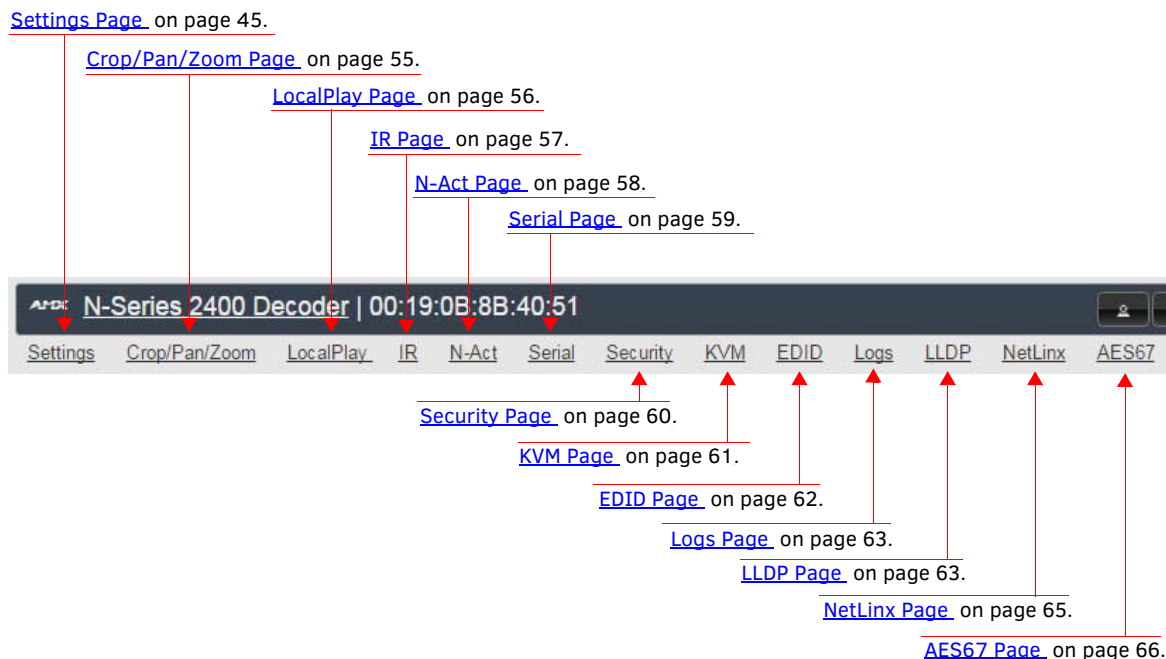 Settings Page on page 45.
Crop/Pan/Zoom Page on page 55.
LocalPlay Page on page 56.
IR Page on page 57.
N-Act Page on page 58.
Serial Page on page 59.
AMX N-Series 2400 Decoder | 00:19:0B:8B:40:51
Settings Crop/Pan/Zoom LocalPlay IR N-Act Serial Security KVM EDID Logs LLDP NetLinx AES67
Security Page on page 60.
KVM Page on page 61.
EDID Page on page 62.
Logs Page on page 63.
LLDP Page on page 63.
NetLinx Page on page 65.
AES67 Page on page 66.